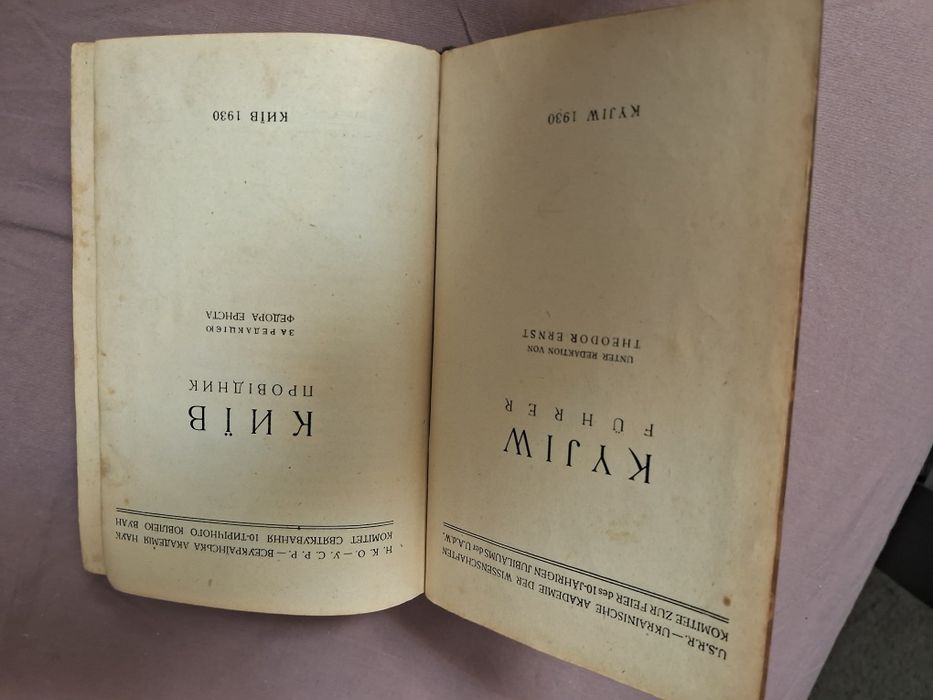 U.S.R.R.—UKRAINISCHE AKADEMIE DER WISSENSCHAFTEN
KOMITEE ZUR FEIER des 10-JÄHRIGEN JUBILÄUMS der U.A.d.W.
KYJIW
FÜHRER
UNTER REDAKTION VON
THEODOR ERNST
KYJIW 1930
Н. К. О. — У. С. Р. Р. — ВСЕУКРАЇНСЬКА АКАДЕМІЯ НАУК
КОМІТЕТ СВЯТКУВАННЯ 10-ТИРІЧНОГО ЮВІЛЕЮ ВУАН
КИЇВ
ПРОВІДНИК
ЗА РЕДАКЦІЄЮ
ФЕДОРА ЕРНСТА
КИЇВ 1930